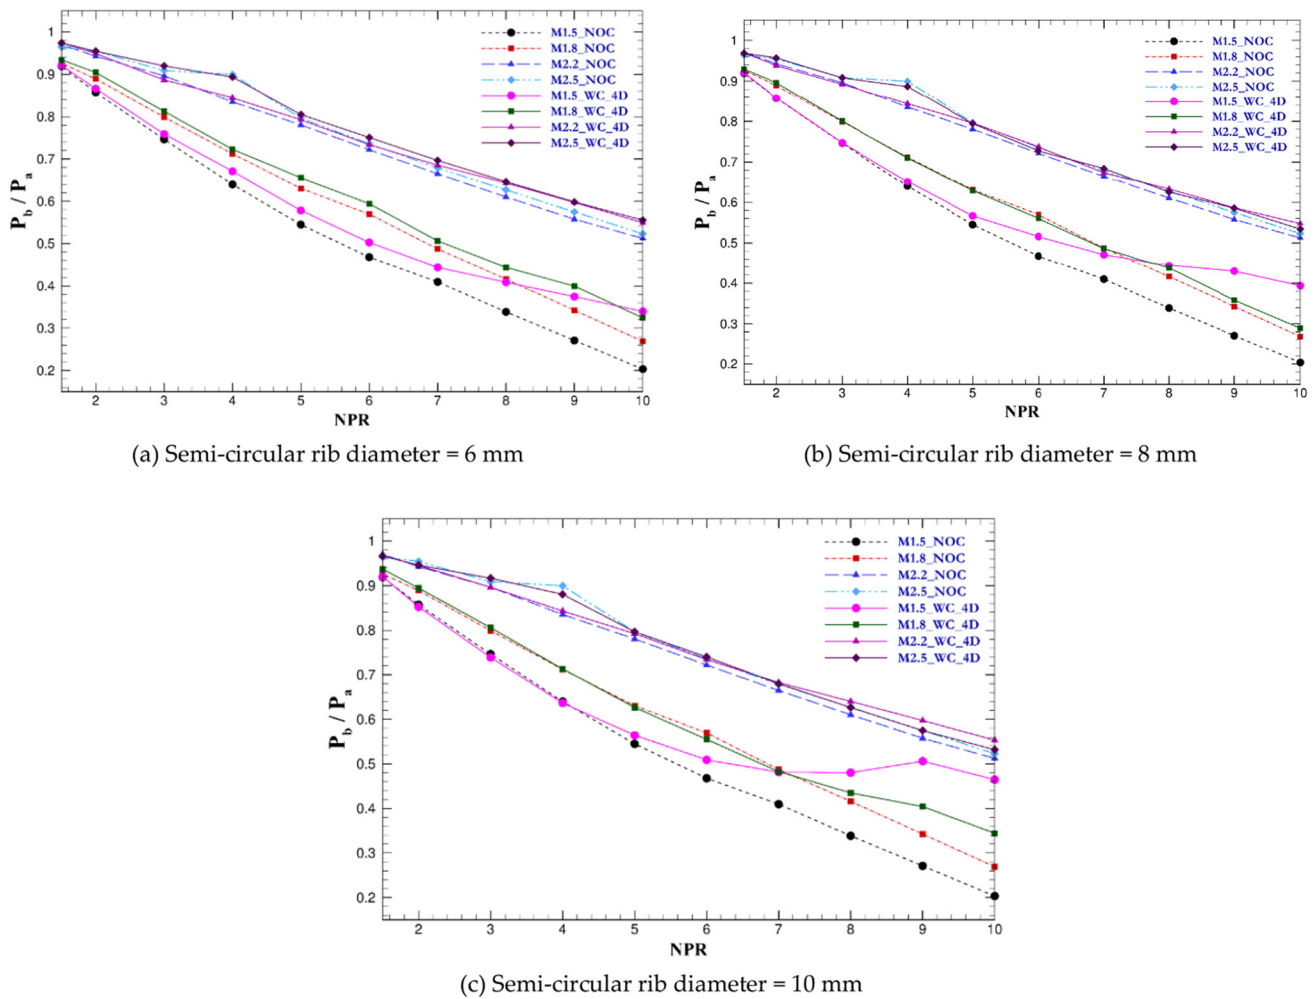 1
0.9
0.8
0.7
0.6
0.5
0.4
0.3
0.2
P_b / P_a
2 3 4 5 6 7 8 9 10
NPR
M1.5_NOC
M1.8_NOC
M2.2_NOC
M2.5_NOC
M1.5_WC_4D
M1.8_WC_4D
M2.2_WC_4D
M2.5_WC_4D
(a) Semi-circular rib diameter = 6 mm
1
0.9
0.8
0.7
0.6
0.5
0.4
0.3
0.2
P_b / P_a
2 3 4 5 6 7 8 9 10
NPR
M1.5_NOC
M1.8_NOC
M2.2_NOC
M2.5_NOC
M1.5_WC_4D
M1.8_WC_4D
M2.2_WC_4D
M2.5_WC_4D
(b) Semi-circular rib diameter = 8 mm
1
0.9
0.8
0.7
0.6
0.5
0.4
0.3
0.2
P_b / P_a
2 3 4 5 6 7 8 9 10
NPR
M1.5_NOC
M1.8_NOC
M2.2_NOC
M2.5_NOC
M1.5_WC_4D
M1.8_WC_4D
M2.2_WC_4D
M2.5_WC_4D
(c) Semi-circular rib diameter = 10 mm